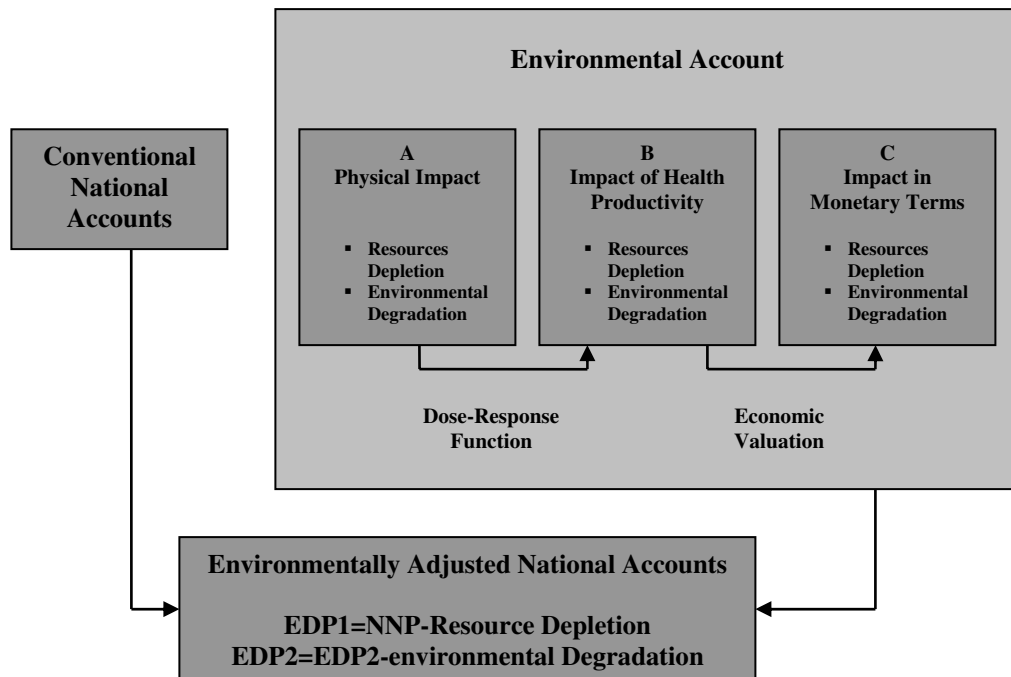 Environmental Account
Conventional
National
Accounts
A
Physical Impact
▪ Resources
Depletion
▪ Environmental
Degradation
B
Impact of Health
Productivity
▪ Resources
Depletion
▪ Environmental
Degradation
C
Impact in
Monetary Terms
▪ Resources
Depletion
▪ Environmental
Degradation
Dose-Response
Function
Economic
Valuation
Environmentally Adjusted National Accounts
EDP1=NNP-Resource Depletion
EDP2=EDP2-environmental Degradation